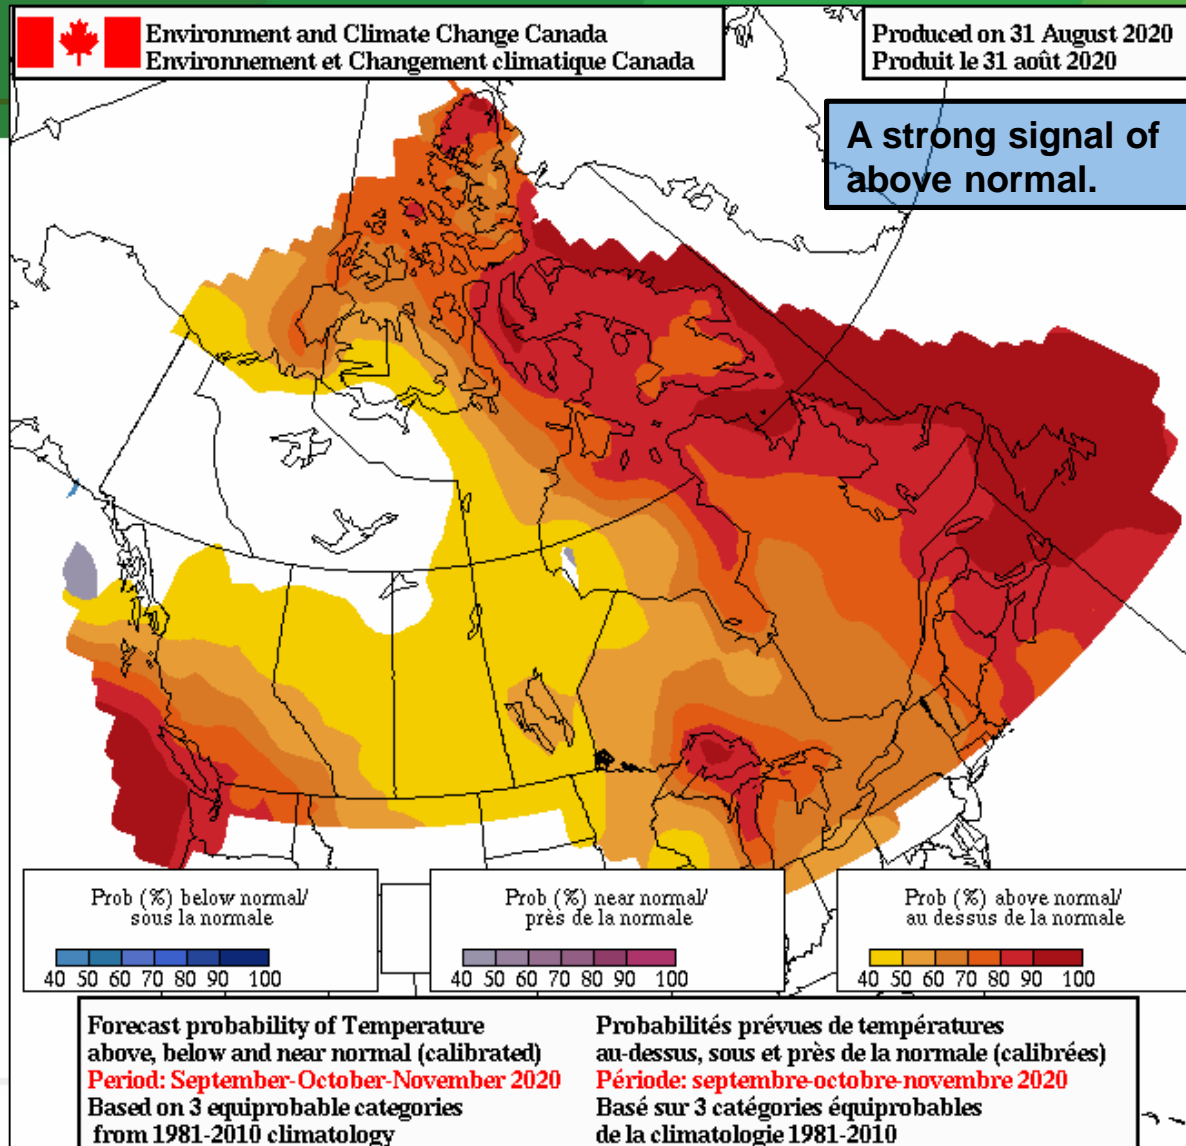 Environment and Climate Change Canada
Environnement et Changement climatique Canada
Produced on 31 August 2020
Produit le 31 août 2020
A strong signal of
above normal.
Prob (%) below normal/
sous la normale
40 50 60 70 80 90 100
Prob (%) near normal/
près de la normale
40 50 60 70 80 90 100
Prob (%) above normal/
au dessus de la normale
40 50 60 70 80 90 100
Forecast probability of Temperature
above, below and near normal (calibrated)
Period: September-October-November 2020
Based on 3 equiprobable categories
from 1981-2010 climatology
Probabilités prévues de températures
au-dessus, sous et près de la normale (calibrées)
Période: septembre-octobre-novembre 2020
Basé sur 3 catégories équiprobables
de la climatologie 1981-2010